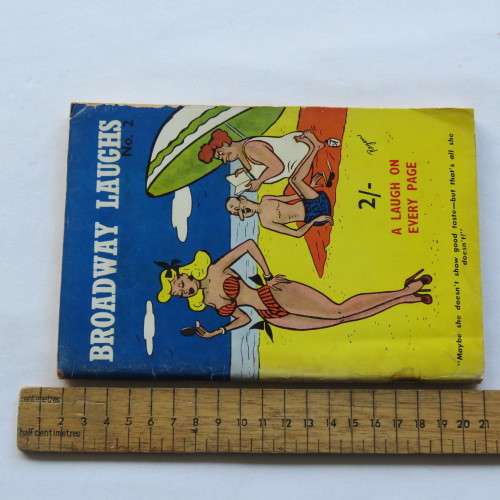 BROADWAY LAUGHS
No. 2
2/-
A LAUGH ON
EVERY PAGE
"Maybe she doesn't show good taste—but that's all she
doesn't!"
centimetres
1 2 3 4 5 6 7 8 9 10 11 12 13 14 15 16 17 18 19 20 21
half centimetres